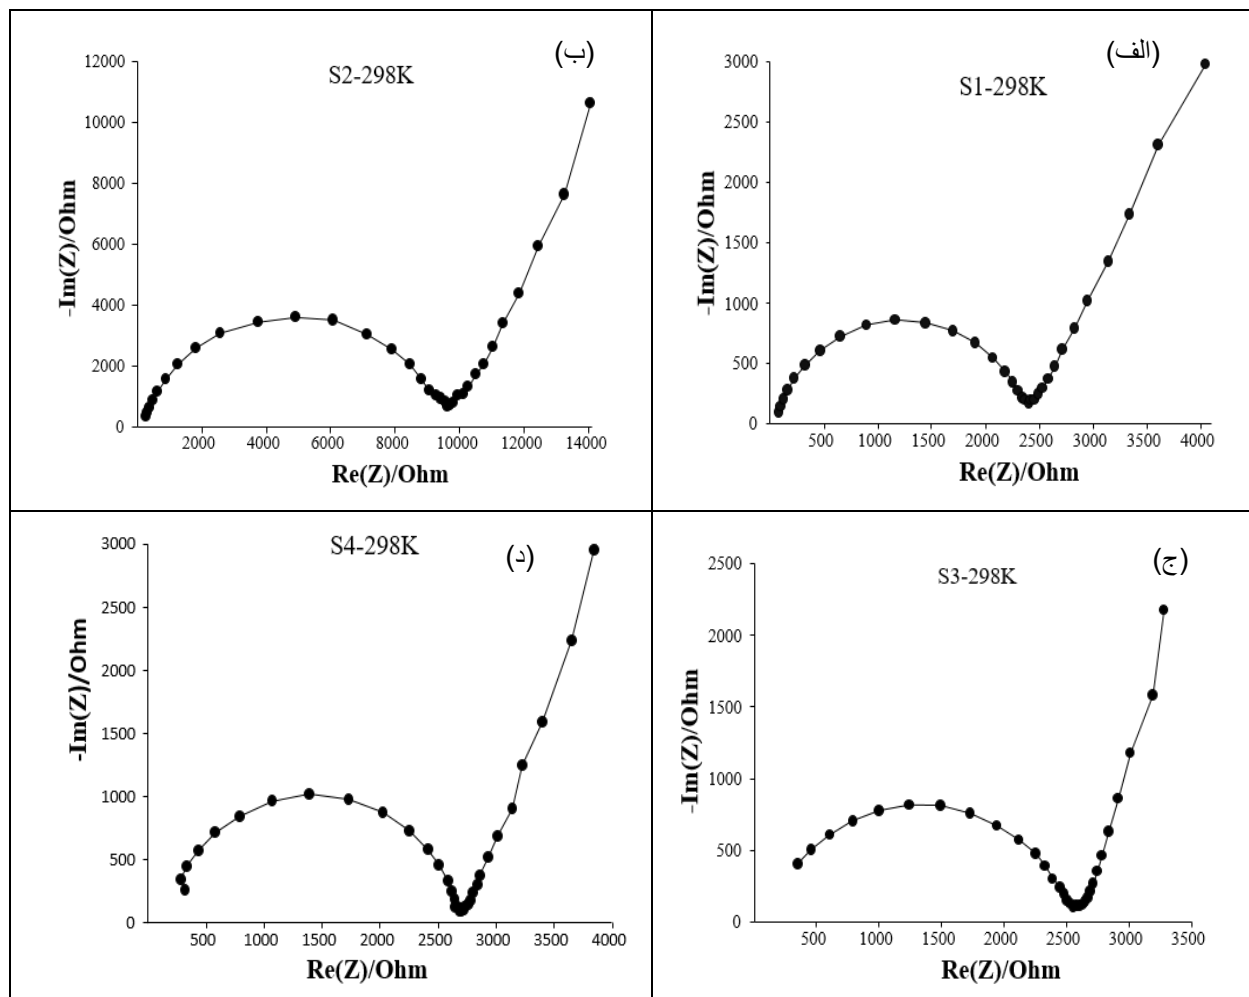 (ب)
S2-298K
12000
10000
8000
6000
4000
2000
0
-Im(Z)/Ohm
2000 4000 6000 8000 10000 12000 14000
Re(Z)/Ohm
(الف)
S1-298K
3000
2500
2000
1500
1000
500
0
-Im(Z)/Ohm
500 1000 1500 2000 2500 3000 3500 4000
Re(Z)/Ohm
(د)
S4-298K
3000
2500
2000
1500
1000
500
0
-Im(Z)/Ohm
500 1000 1500 2000 2500 3000 3500 4000
Re(Z)/Ohm
(ج)
S3-298K
2500
2000
1500
1000
500
0
-Im(Z)/Ohm
500 1000 1500 2000 2500 3000 3500
Re(Z)/Ohm